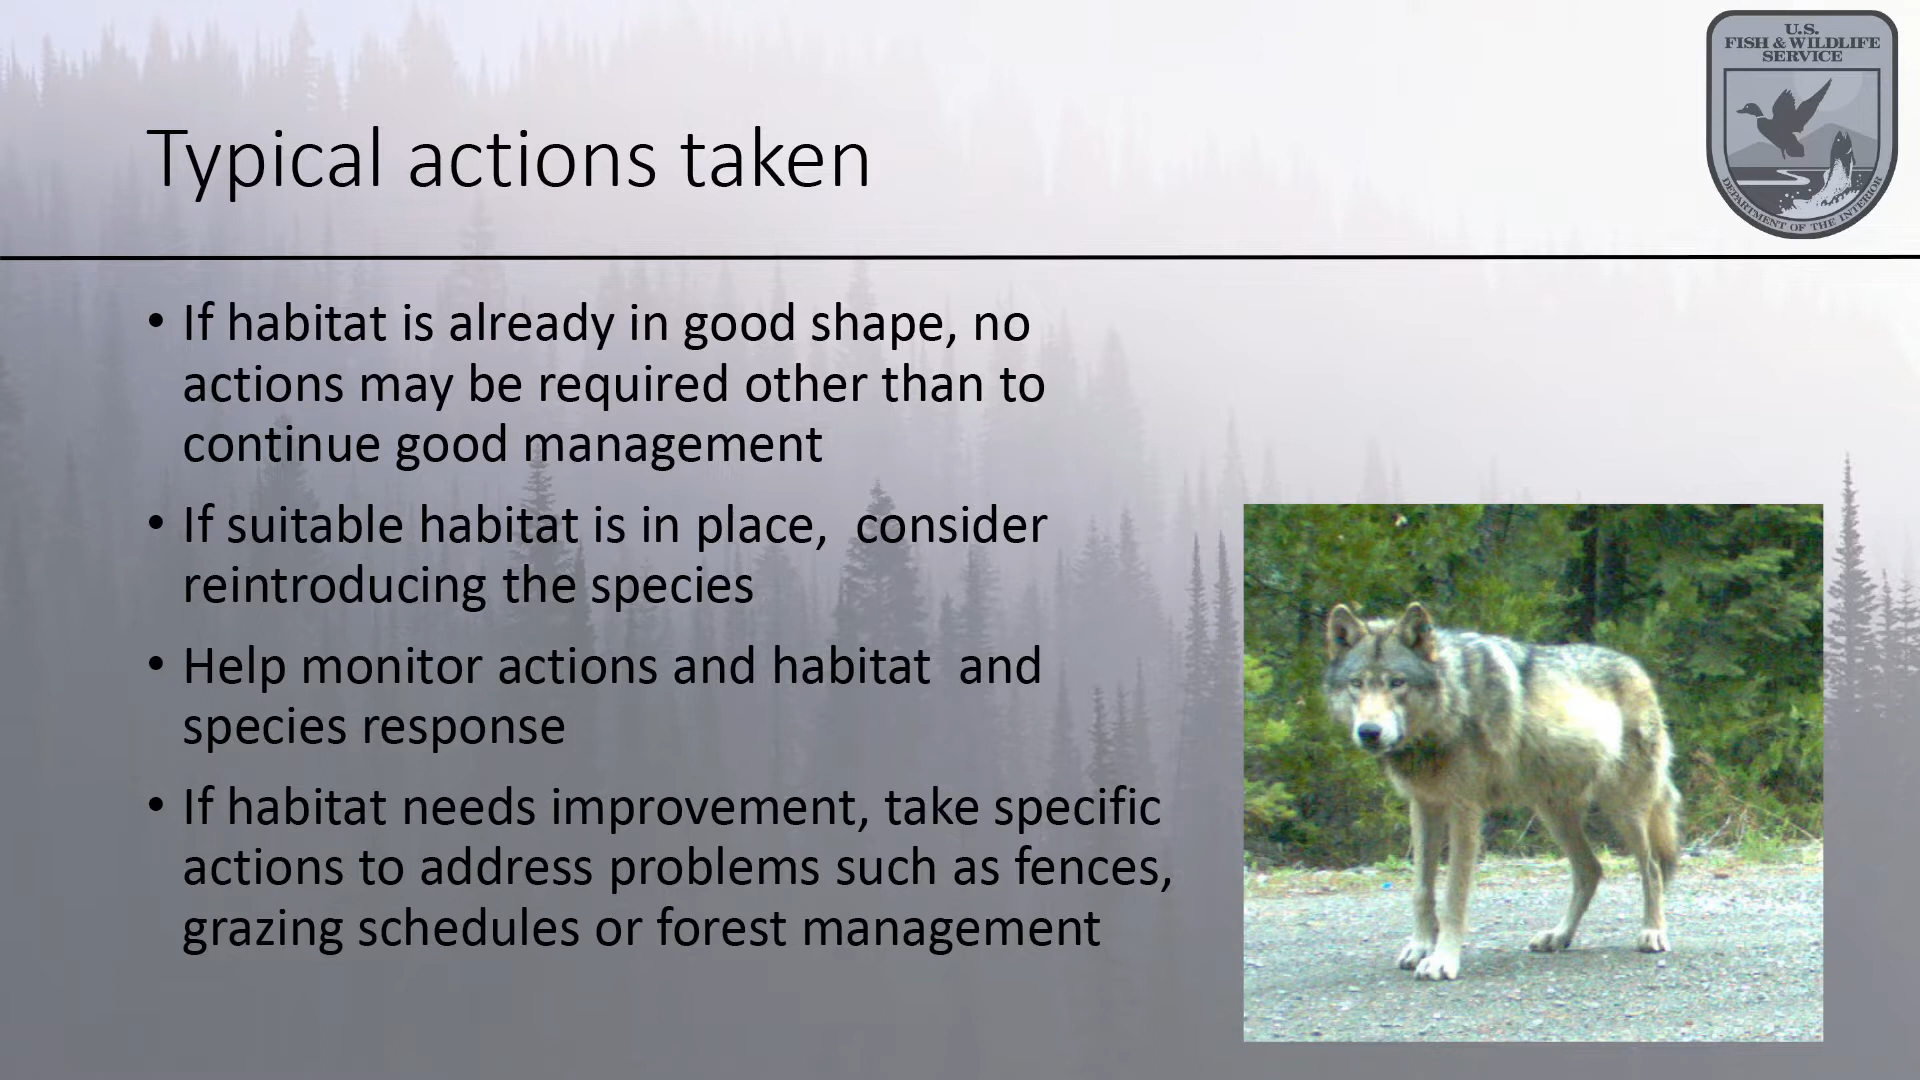 U.S.
FISH & WILDLIFE
SERVICE
DEPARTMENT OF THE INTERIOR
Typical actions taken
• If habitat is already in good shape, no
actions may be required other than to
continue good management
• If suitable habitat is in place,  consider
reintroducing the species
• Help monitor actions and habitat  and
species response
• If habitat needs improvement, take specific
actions to address problems such as fences,
grazing schedules or forest management